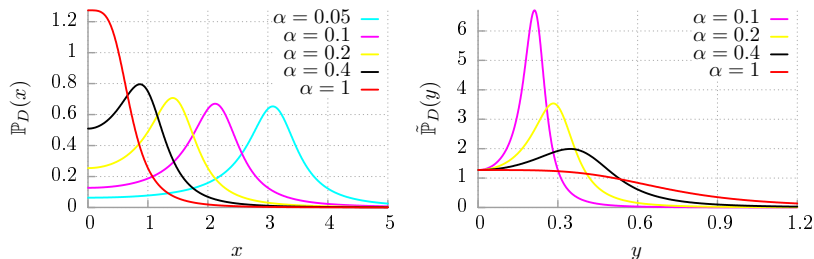 ℙ_D(x)
1.2
1
0.8
0.6
0.4
0.2
0
0 1 2 3 4 5
x
α = 0.05
α = 0.1
α = 0.2
α = 0.4
α = 1
ℙ̃_D(y)
6
5
4
3
2
1
0
0 0.3 0.6 0.9 1.2
y
α = 0.1
α = 0.2
α = 0.4
α = 1